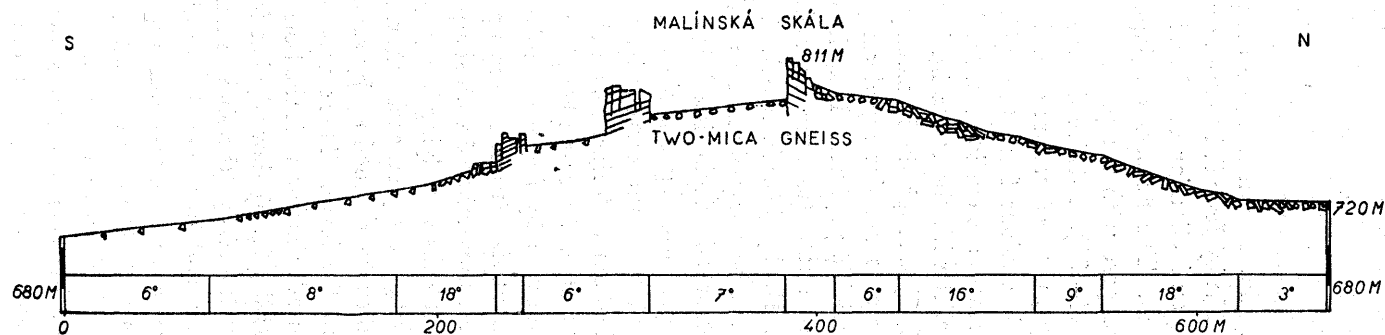 MALÍNSKÁ SKÁLA
S
N
811 M
TWO-MICA GNEISS
720 M
680 M 6° 8° 18° 6° 7° 6° 16° 9° 18° 3° 680 M
0 200 400 600 M